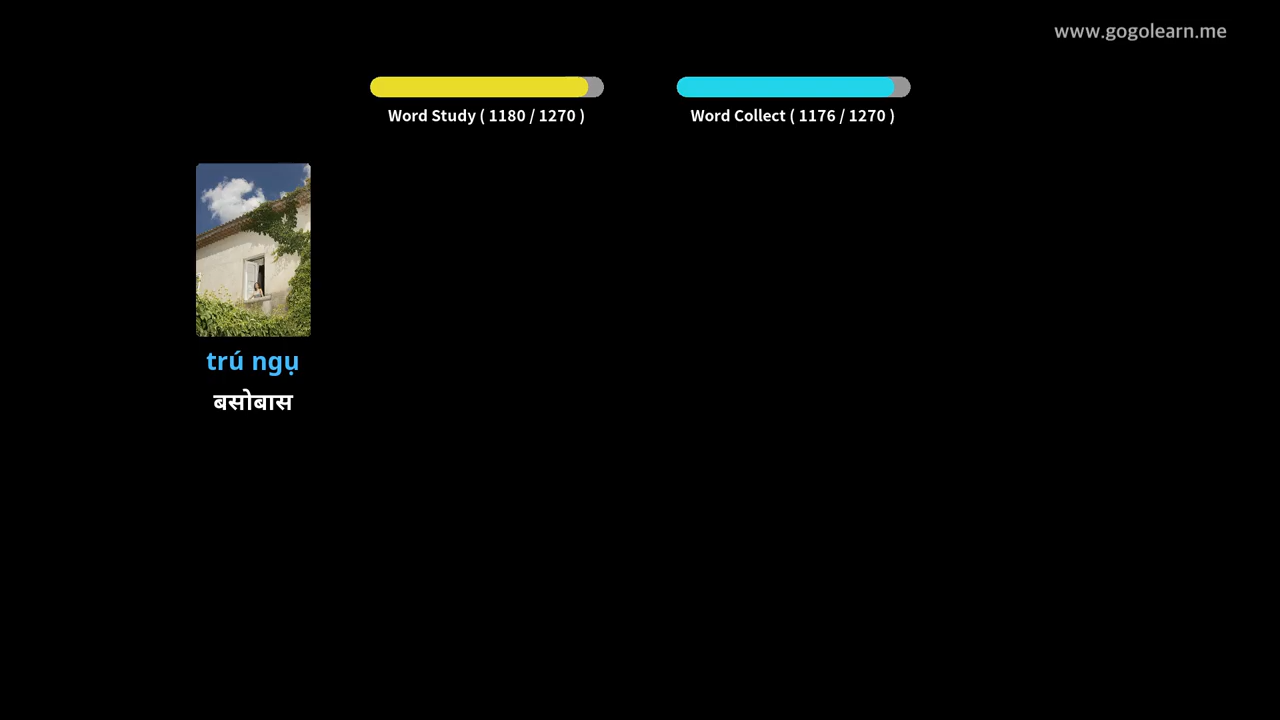 www.gogolearn.me
Word Study ( 1180 / 1270 )
Word Collect ( 1176 / 1270 )
trú ngụ
बसोबास